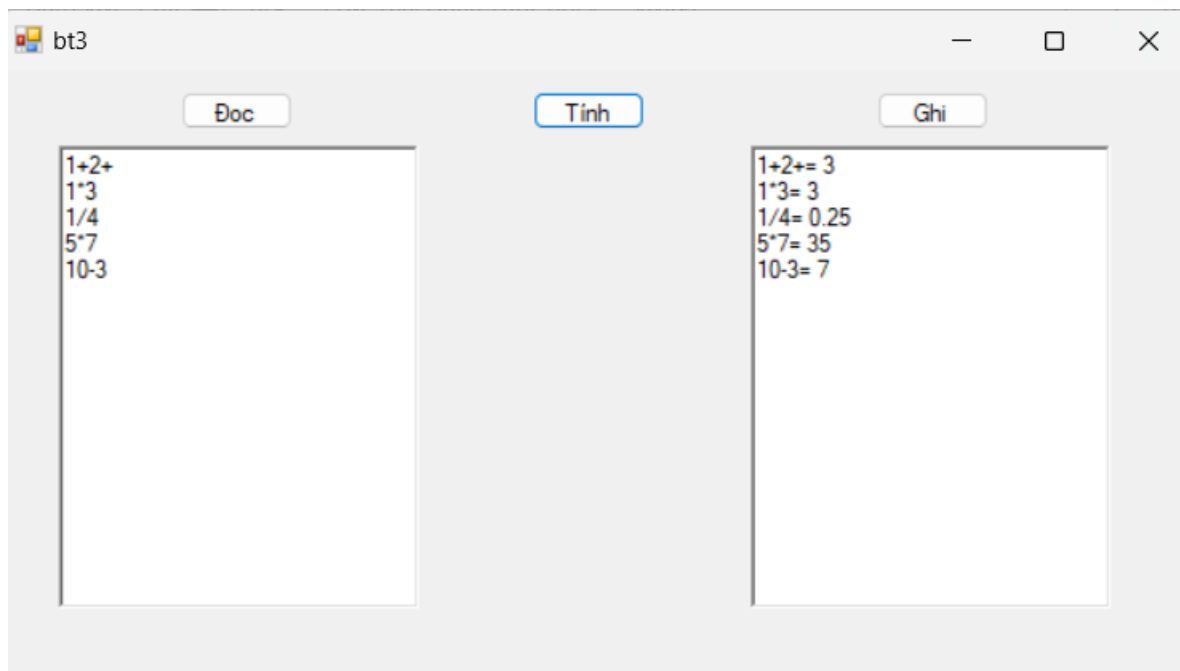 bt3
Đoc
Tính
Ghi
1+2+
1*3
1/4
5*7
10-3
1+2+= 3
1*3= 3
1/4= 0.25
5*7= 35
10-3= 7